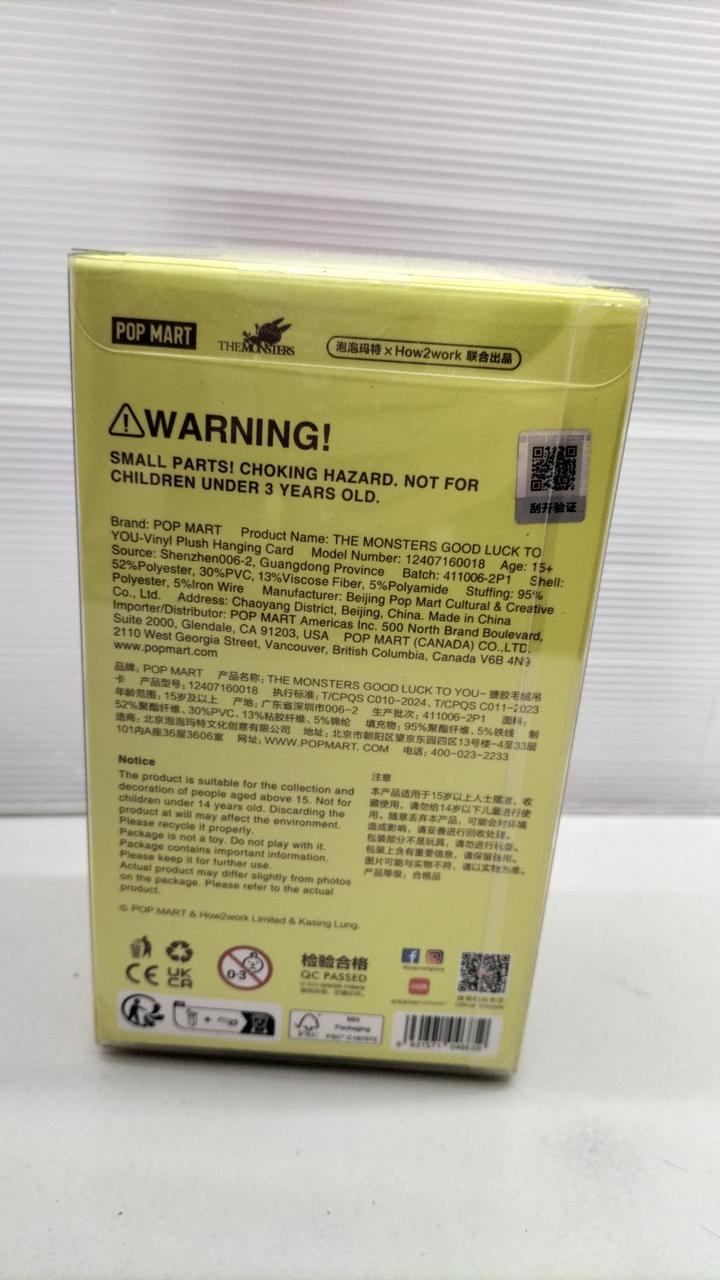 POP MART
THE MONSTERS
泡泡玛特 × How2work 联合出品
WARNING!
SMALL PARTS! CHOKING HAZARD. NOT FOR
CHILDREN UNDER 3 YEARS OLD.
刮开验证
Brand: POP MART Product Name: THE MONSTERS GOOD LUCK TO
YOU-Vinyl Plush Hanging Card Model Number: 12407160018 Age: 15+
Source: Shenzhen006-2, Guangdong Province Batch: 411006-2P1 Shell:
52%Polyester, 30%PVC, 13%Viscose Fiber, 5%Polyamide Stuffing: 95%
Polyester, 5%Iron Wire Manufacturer: Beijing Pop Mart Cultural & Creative
Co., Ltd. Address: Chaoyang District, Beijing, China. Made in China
Importer/Distributor: POP MART Americas Inc. 500 North Brand Boulevard,
Suite 2000, Glendale, CA 91203, USA POP MART (CANADA) CO.,LTD.
2110 West Georgia Street, Vancouver, British Columbia, Canada V6B 4N9
www.popmart.com
品牌: POP MART 产品名称: THE MONSTERS GOOD LUCK TO YOU- 搪胶毛绒吊
卡 产品型号: 12407160018 执行标准: T/CPQS C010-2024、T/CPQS C011-2023
年龄范围: 15岁及以上 产地: 广东省深圳市006-2 生产批次: 411006-2P1 面料:
52%聚酯纤维、30%PVC、13%粘胶纤维、5%锦纶 填充物: 95%聚酯纤维、5%铁线 制
造商: 北京泡泡玛特文化创意有限公司 地址: 北京市朝阳区望京东园四区13号楼-4至33层
101内A座36层3606室 网址: WWW.POPMART. COM 电话: 400-023-2233
Notice
The product is suitable for the collection and
decoration of people aged above 15. Not for
children under 14 years old. Discarding the
product at will may affect the environment.
Please recycle it properly.
Package is not a toy. Do not play with it.
Package contains important information.
Please keep it for further use.
Actual product may differ slightly from photos
on the package. Please refer to the actual
product.
注意
本产品适用于15岁以上人士摆放、收
藏使用，请勿给14岁以下儿童进行使
用。随意丢弃本产品，可能会对环境
造成影响，请妥善进行回收处理。
包装部分不是玩具，请勿进行玩耍。
包装上含有重要信息，请保留备用。
图片可能与实物不符，请以实物为准。
产品等级: 合格品
© POP MART & How2work Limited & Kasing Lung.
CE
UK
CA
0-3
检验合格
QC PASSED
FSC
MIX
Packaging